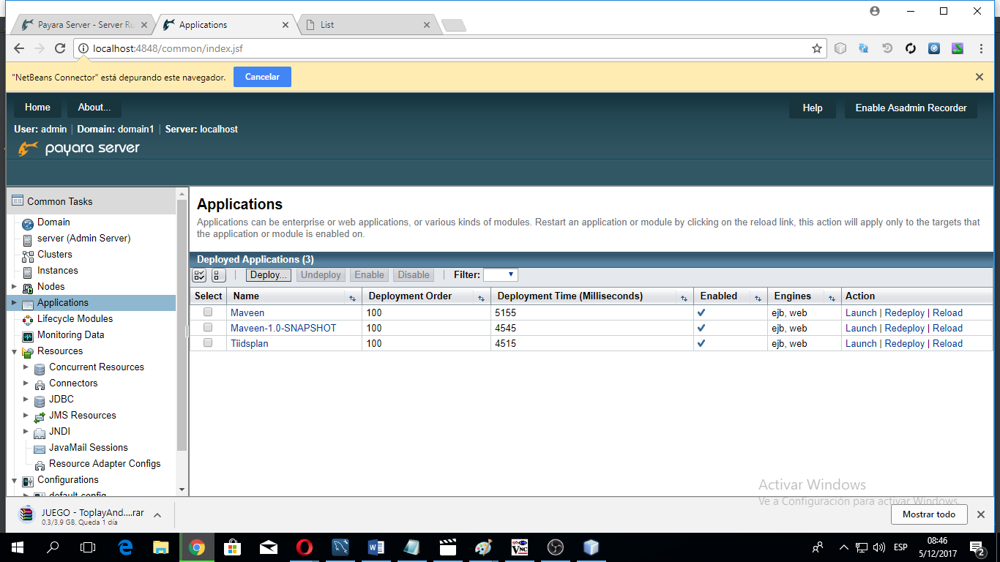 Payara Server - Server Ru
Applications
List
localhost:4848/common/index.jsf
"NetBeans Connector" está depurando este navegador.
Cancelar
Home
About...
Help
Enable Asadmin Recorder
User: admin | Domain: domain1 | Server: localhost
payara server
Common Tasks
Domain
server (Admin Server)
Clusters
Instances
Nodes
Applications
Lifecycle Modules
Monitoring Data
Resources
Concurrent Resources
Connectors
JDBC
JMS Resources
JNDI
JavaMail Sessions
Resource Adapter Configs
Configurations
default-config
Applications
Applications can be enterprise or web applications, or various kinds of modules. Restart an application or module by clicking on the reload link, this action will apply only to the targets that
the application or module is enabled on.
Deployed Applications (3)
Deploy... Undeploy Enable Disable | Filter:
Select Name Deployment Order Deployment Time (Milliseconds) Enabled Engines Action
Maveen 100 5155 ejb, web Launch | Redeploy | Reload
Maveen-1.0-SNAPSHOT 100 4545 ejb, web Launch | Redeploy | Reload
Tiidsplan 100 4515 ejb, web Launch | Redeploy | Reload
Activar Windows
Ve a Configuración para activar Windows.
JUEGO - ToplayAnd....rar
0.3/3.9 GB, Queda 1 día
Mostrar todo
ESP
08:46
5/12/2017
2